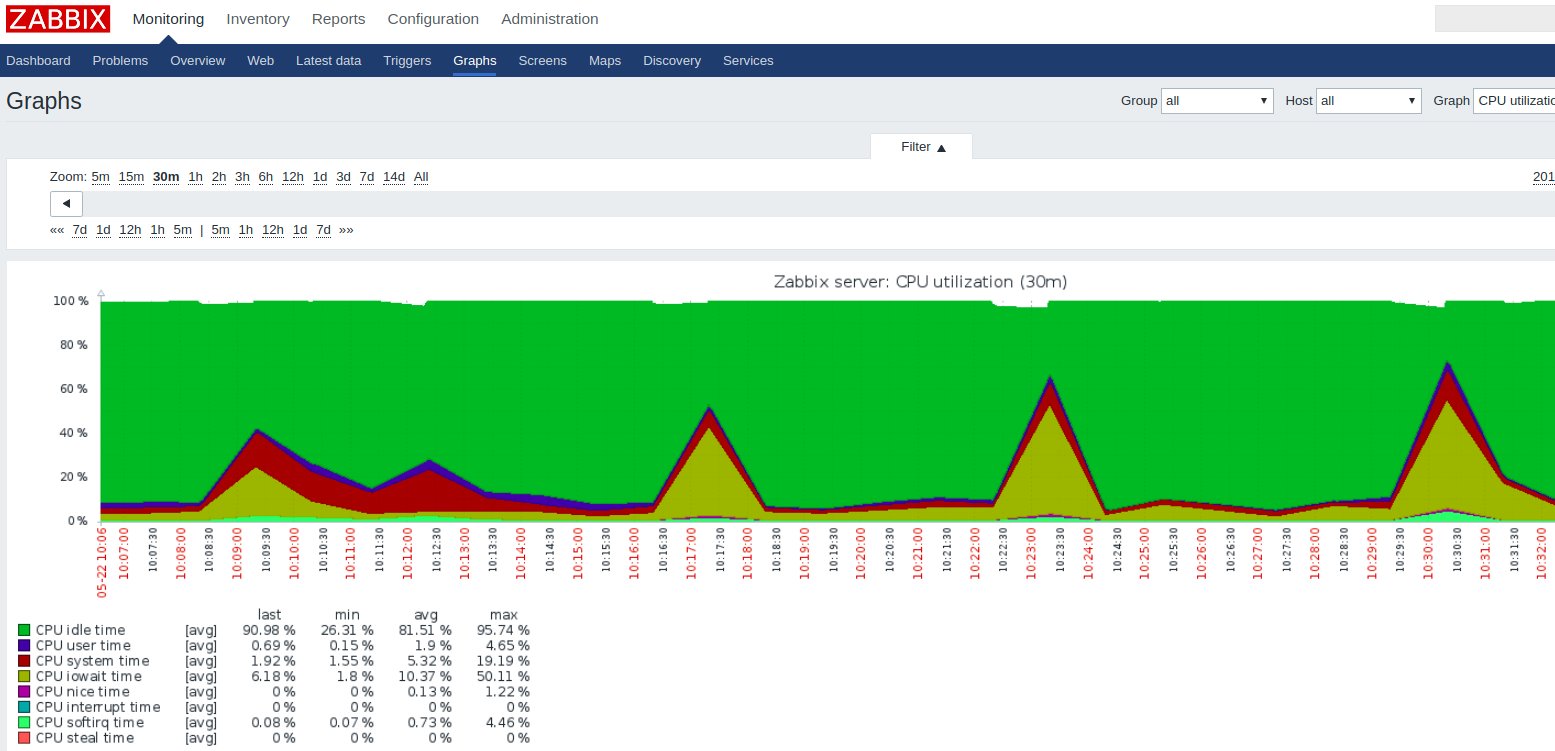 ZABBIX Monitoring Inventory Reports Configuration Administration
Dashboard Problems Overview Web Latest data Triggers Graphs Screens Maps Discovery Services
Graphs Group all ▼ Host all ▼ Graph CPU utilizatio
Filter ▲
Zoom: 5m 15m 30m 1h 2h 3h 6h 12h 1d 3d 7d 14d All 201
◄
«« 7d 1d 12h 1h 5m | 5m 1h 12h 1d 7d »»
Zabbix server: CPU utilization (30m)
100 %
80 %
60 %
40 %
20 %
0 %
05-22 10:06 10:07:00 10:07:30 10:08:00 10:08:30 10:09:00 10:09:30 10:10:00 10:10:30 10:11:00 10:11:30 10:12:00 10:12:30 10:13:00 10:13:30 10:14:00 10:14:30 10:15:00 10:15:30 10:16:00 10:16:30 10:17:00 10:17:30 10:18:00 10:18:30 10:19:00 10:19:30 10:20:00 10:20:30 10:21:00 10:21:30 10:22:00 10:22:30 10:23:00 10:23:30 10:24:00 10:24:30 10:25:00 10:25:30 10:26:00 10:26:30 10:27:00 10:27:30 10:28:00 10:28:30 10:29:00 10:29:30 10:30:00 10:30:30 10:31:00 10:31:30 10:32:00
last min avg max
CPU idle time [avg] 90.98 % 26.31 % 81.51 % 95.74 %
CPU user time [avg] 0.69 % 0.15 % 1.9 % 4.65 %
CPU system time [avg] 1.92 % 1.55 % 5.32 % 19.19 %
CPU iowait time [avg] 6.18 % 1.8 % 10.37 % 50.11 %
CPU nice time [avg] 0 % 0 % 0.13 % 1.22 %
CPU interrupt time [avg] 0 % 0 % 0 % 0 %
CPU softirq time [avg] 0.08 % 0.07 % 0.73 % 4.46 %
CPU steal time [avg] 0 % 0 % 0 % 0 %